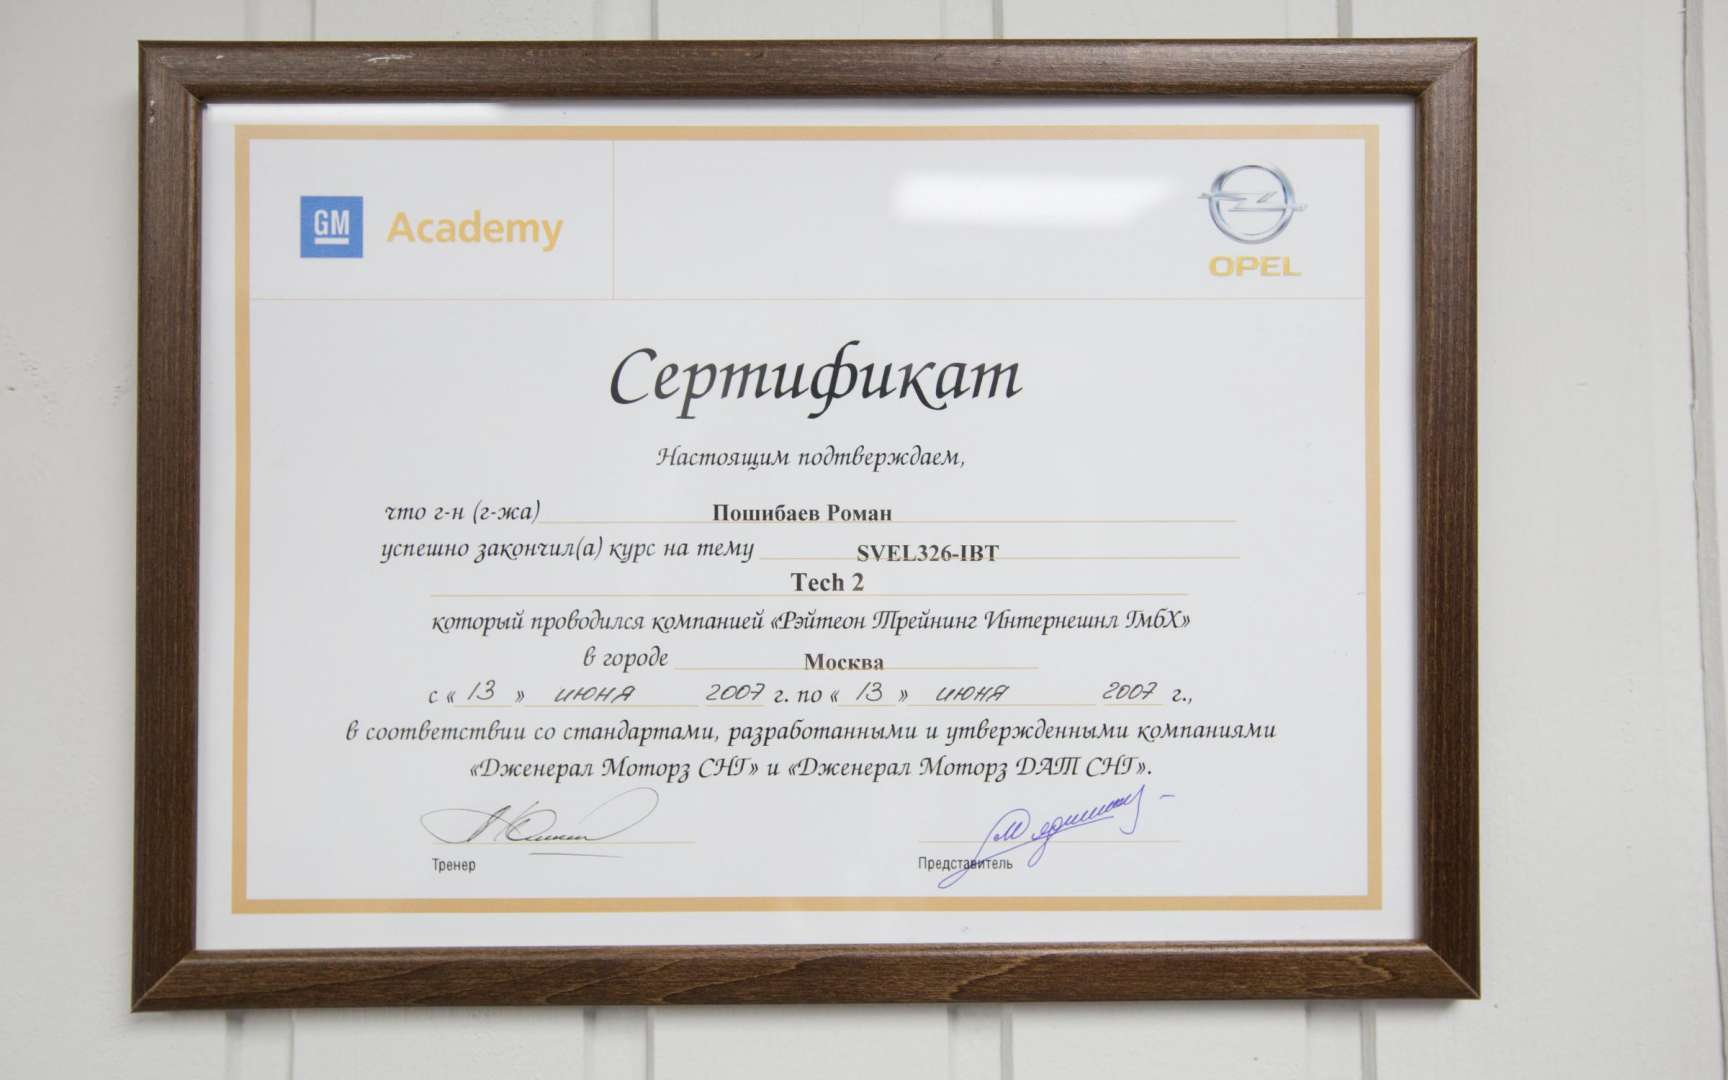 GM Academy
OPEL
Сертификат
Настоящим подтверждаем,
что г-н (г-жа) Пошибаев Роман
успешно закончил(а) курс на тему SVEL326-IBT
Tech 2
который проводился компанией «Рэйтеон Трейнинг Интернешнл ГмбХ»
в городе Москва
с « 13 » июня 2007 г. по « 13 » июня 2007 г.,
в соответствии со стандартами, разработанными и утвержденными компаниями
«Дженерал Моторз СНГ» и «Дженерал Моторз ДАТ СНГ».
Тренер Представитель